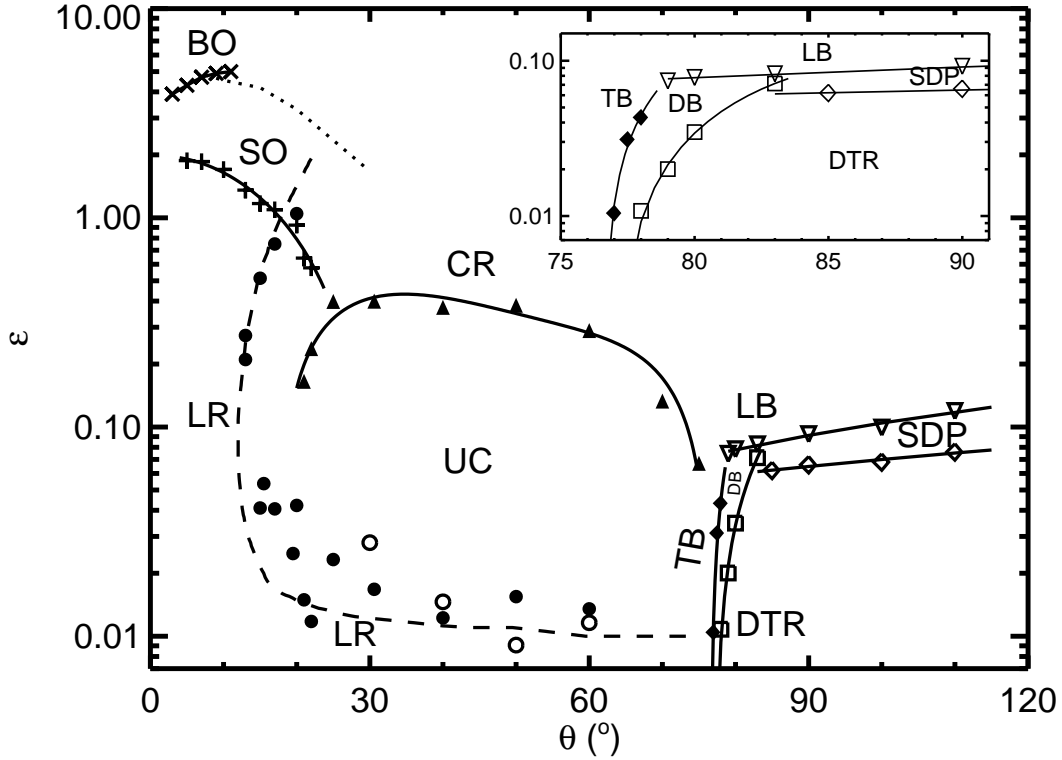 10.00
BO
0.10
LB
SDP
TB
DB
DTR
0.01
75
80
85
90
SO
1.00
CR
ε
LR
0.10
UC
LB
SDP
DB
TB
LR
DTR
0.01
0
30
60
90
120
θ (°)